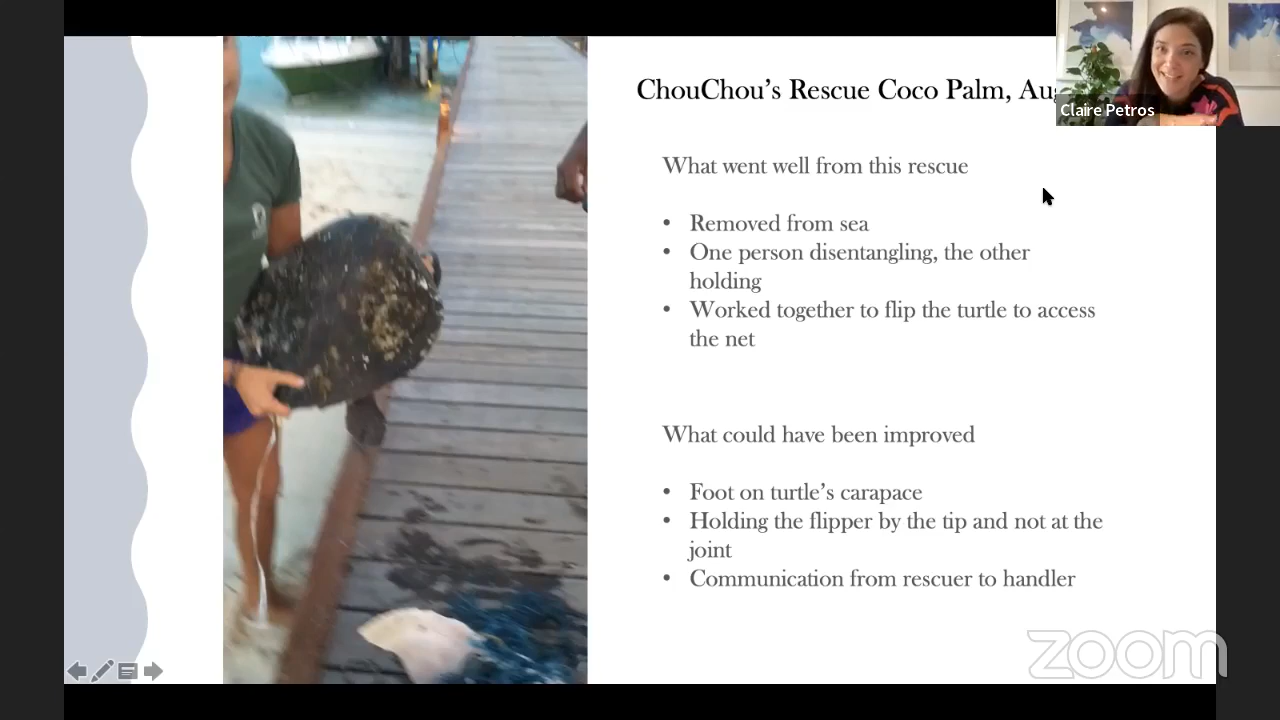 ChouChou's Rescue Coco Palm,
Claire Petros
What went well from this rescue
• Removed from sea
• One person disentangling, the other
holding
• Worked together to flip the turtle to access
the net
What could have been improved
• Foot on turtle's carapace
• Holding the flipper by the tip and not at the
joint
• Communication from rescuer to handler
zoom